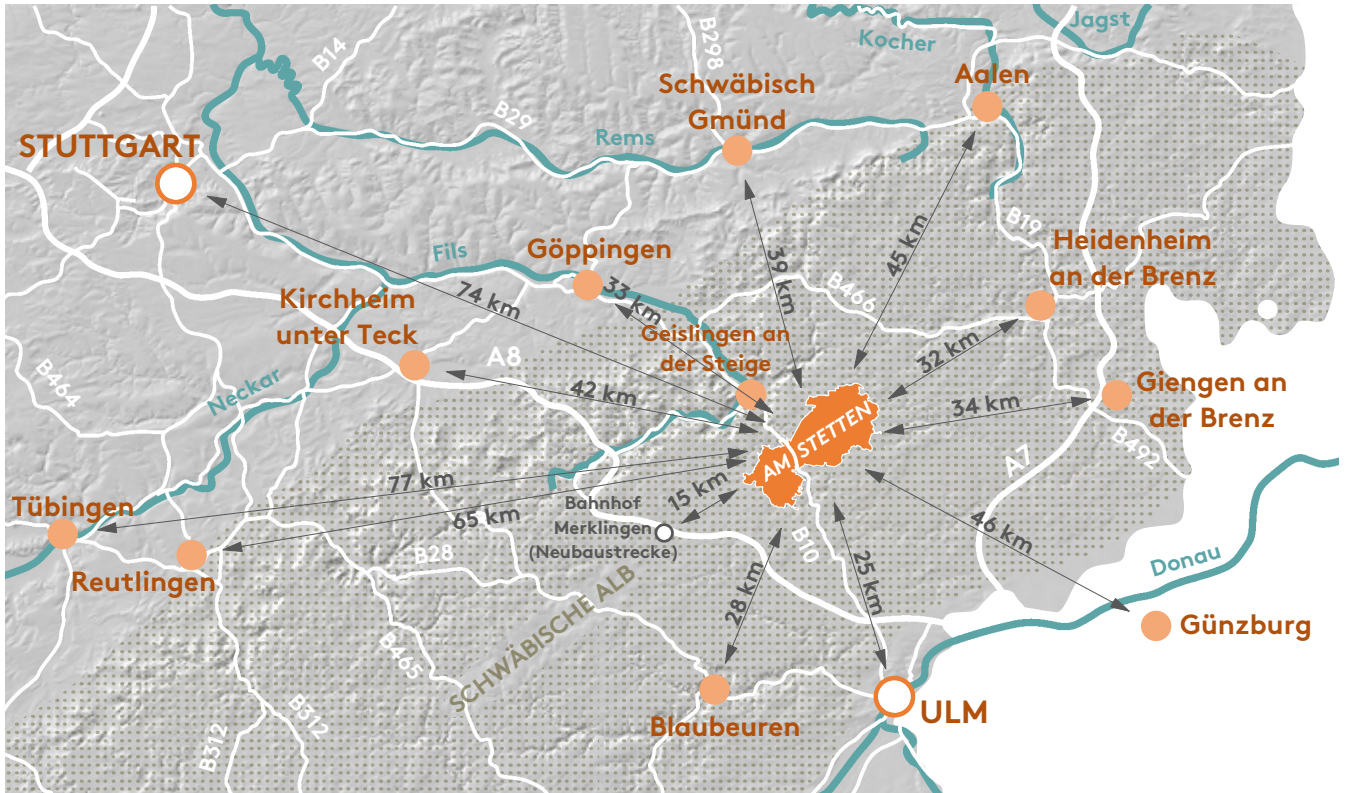 Jagst
Kocher
B298
B14
Aalen
Schwäbisch
Gmünd
B29
Rems
STUTTGART
B19
Heidenheim
an der Brenz
45 km
Fils
Göppingen
39 km
B466
33 km
74 km
Kirchheim
unter Teck
Geislingen an
der Steige
32 km
A8
B464
Neckar
42 km
34 km
Giengen an
der Brenz
AMSTETTEN
B492
A7
77 km
15 km
Tübingen
65 km
Bahnhof
Merklingen
(Neubaustrecke)
46 km
B10
B28
25 km
Donau
Reutlingen
28 km
SCHWÄBISCHE ALB
Günzburg
B465
B312
B312
Blaubeuren
ULM